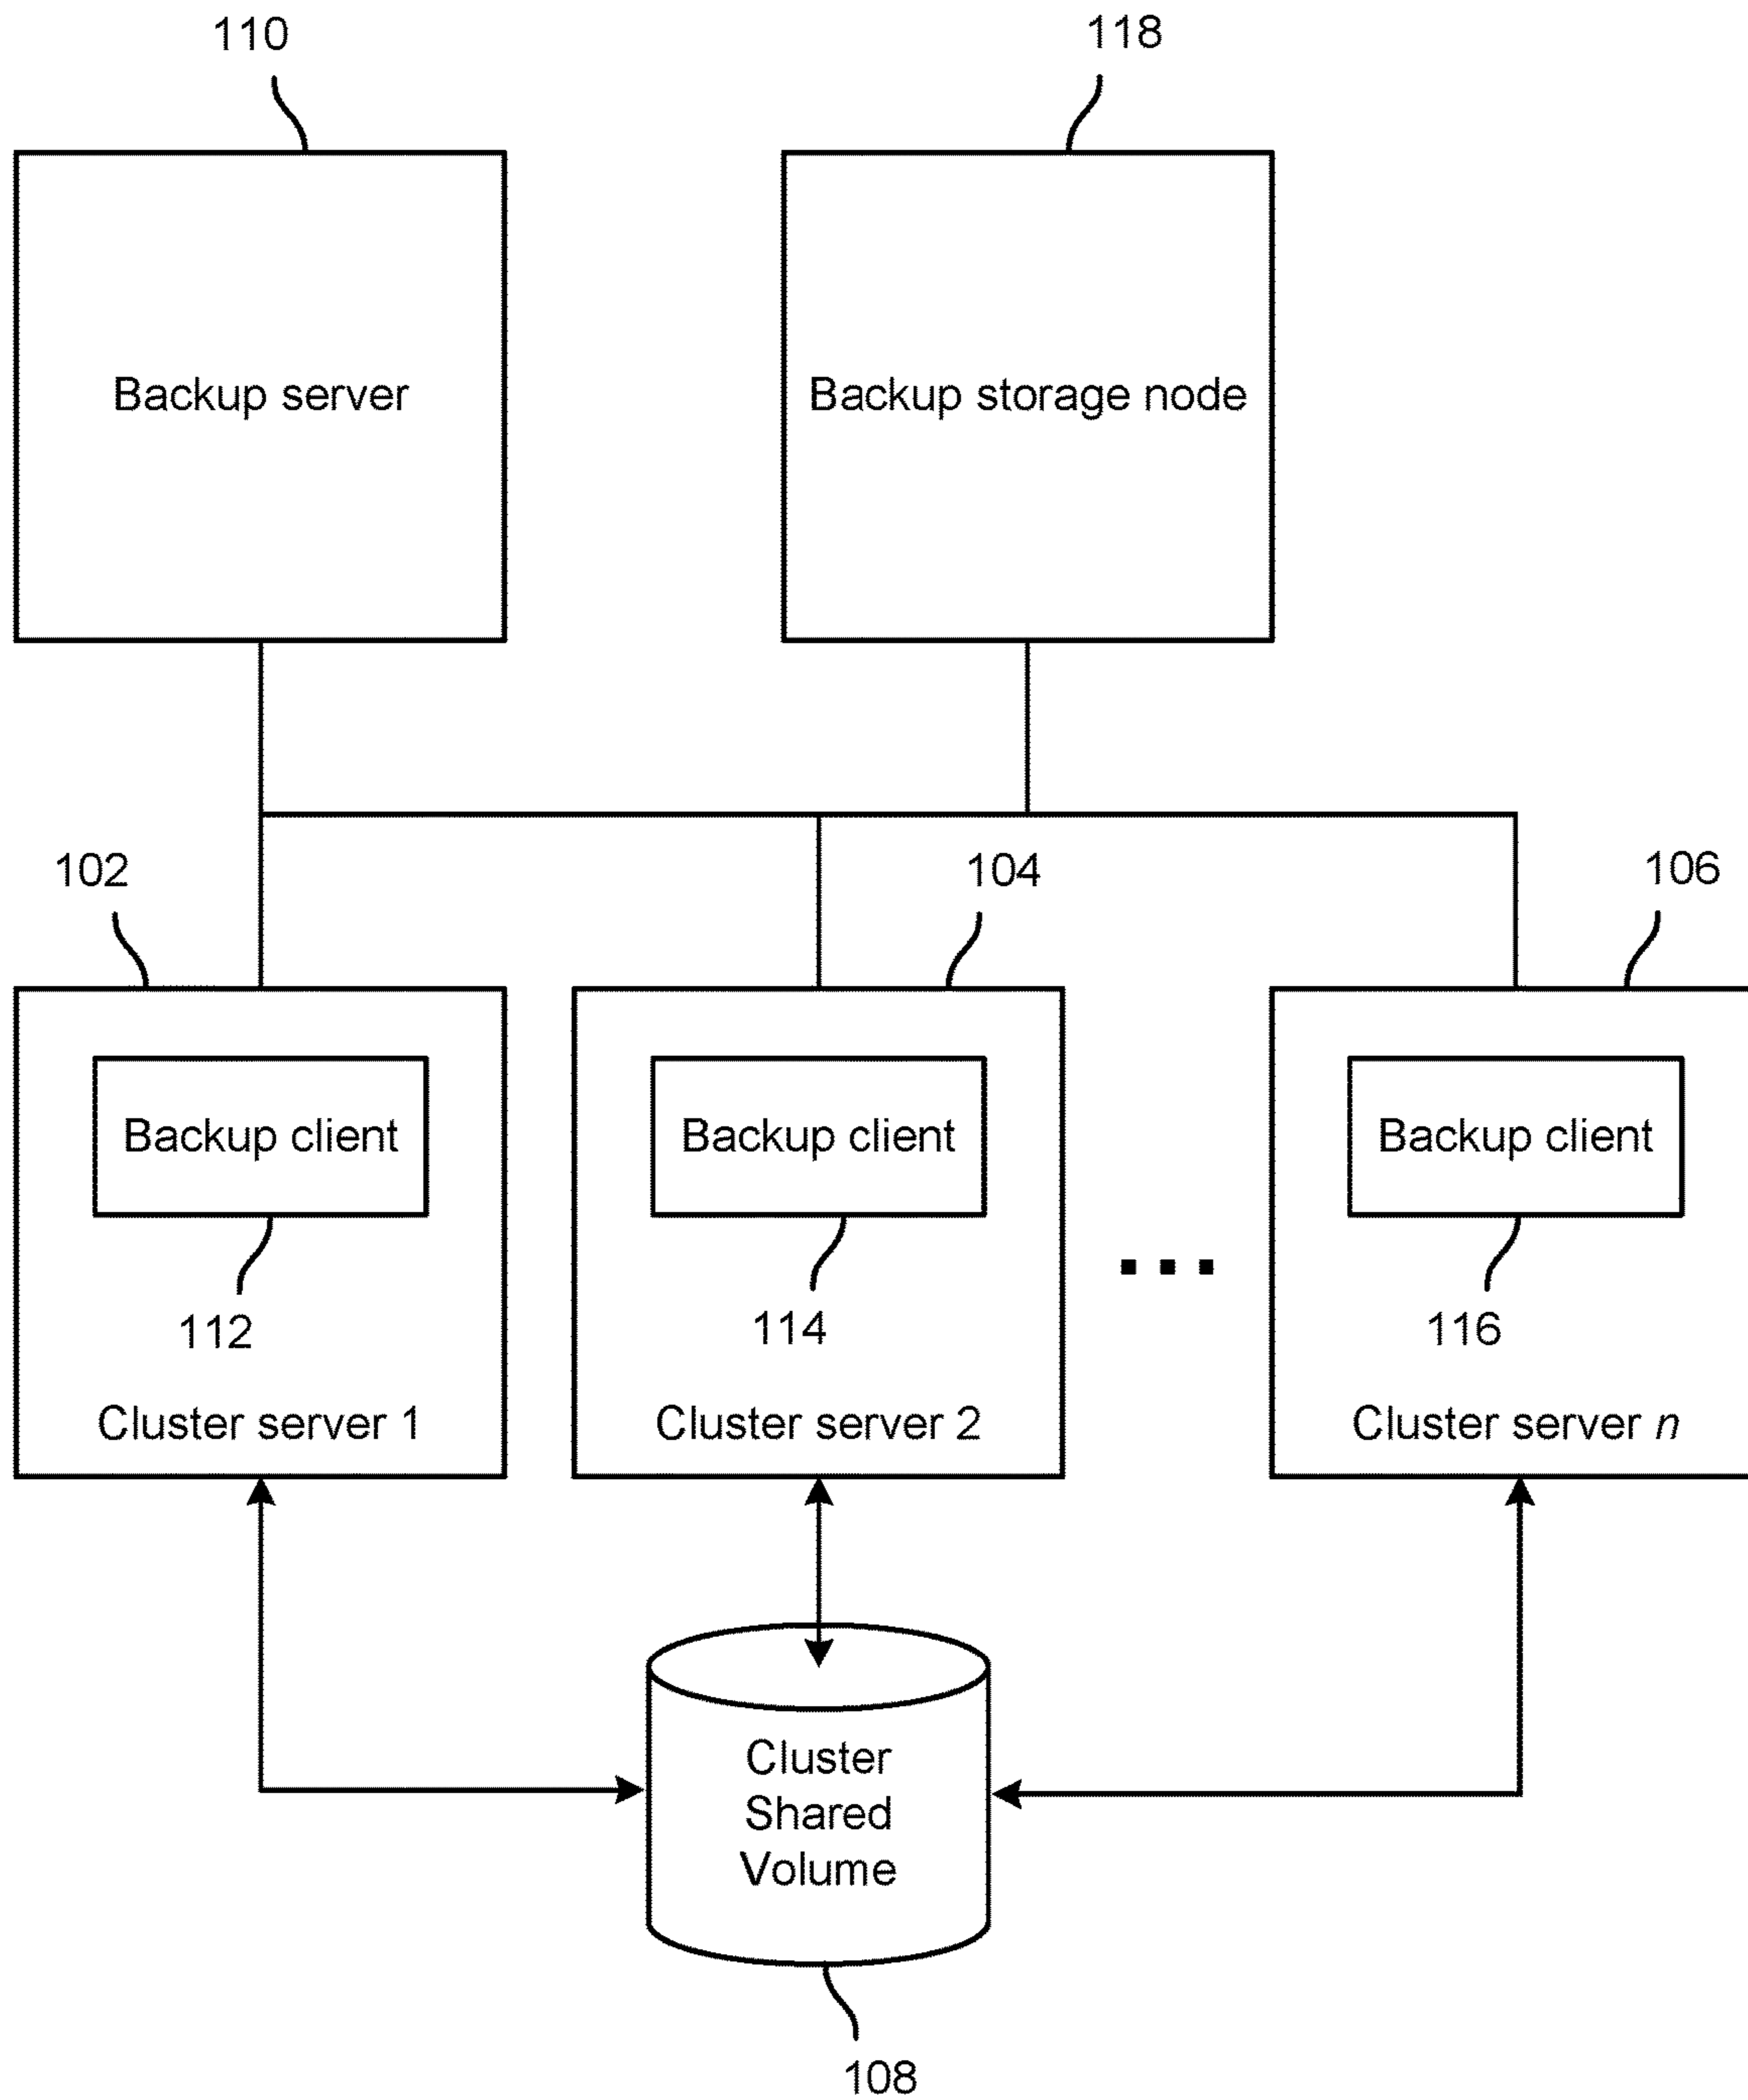 110
118
Backup server
Backup storage node
102
104
106
Backup client
Backup client
Backup client
112
114
116
Cluster server 1
Cluster server 2
Cluster server n
Cluster
Shared
Volume
108